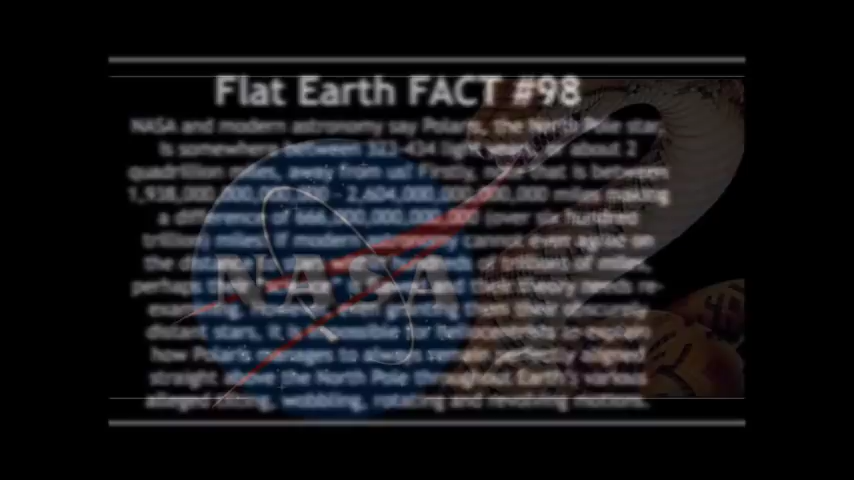 Flat Earth FACT #98
NASA and modern astronomy say Polaris, the North Pole star,
is somewhere between 323-434 light years, or about 2
quadrillion miles, away from us! Firstly, note that is between
1,938,000,000,000,000 - 2,604,000,000,000,000 miles making
a difference of 666,000,000,000,000 (over six hundred
trillion) miles! If modern astronomy cannot even agree on
the distance to stars within hundreds of trillions of miles,
perhaps their is and their theory needs re-
examining. However, even granting them their obscurely
distant stars, it is impossible for heliocentrists to explain
how Polaris manages to always remain perfectly aligned
straight above the North Pole throughout Earth's various
alleged tilting, wobbling, rotating and revolving motions.
NASA